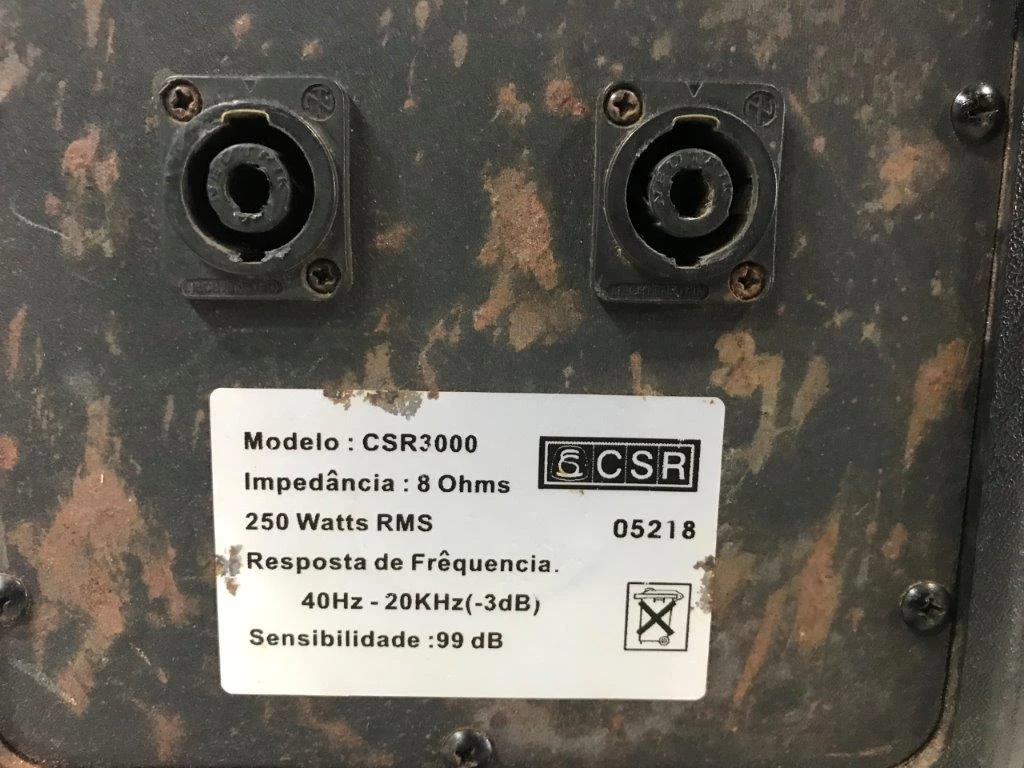 Modelo : CSR3000
CSR
Impedância : 8 Ohms
250 Watts RMS
05218
Resposta de Frêquencia.
40Hz - 20KHz(-3dB)
Sensibilidade :99 dB